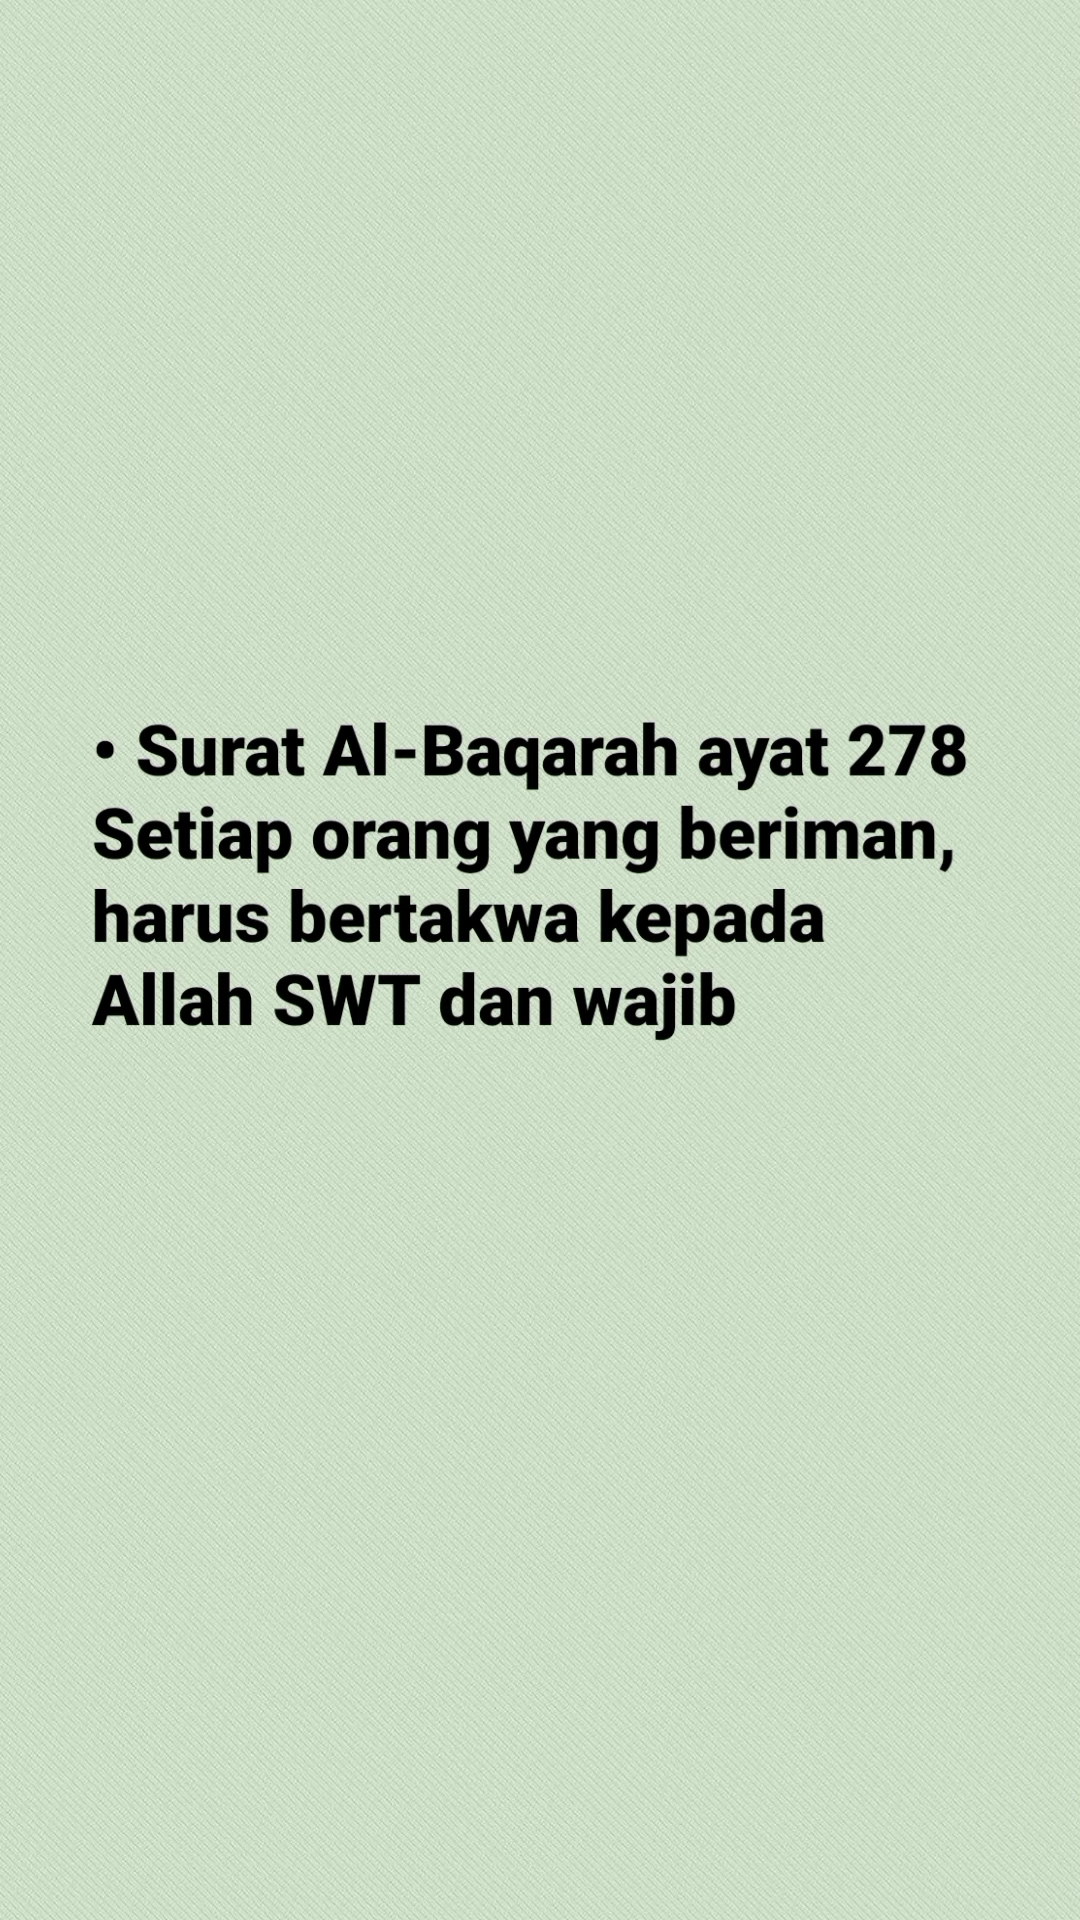 • Surat Al-Baqarah ayat 278
Setiap orang yang beriman,
harus bertakwa kepada
Allah SWT dan wajib